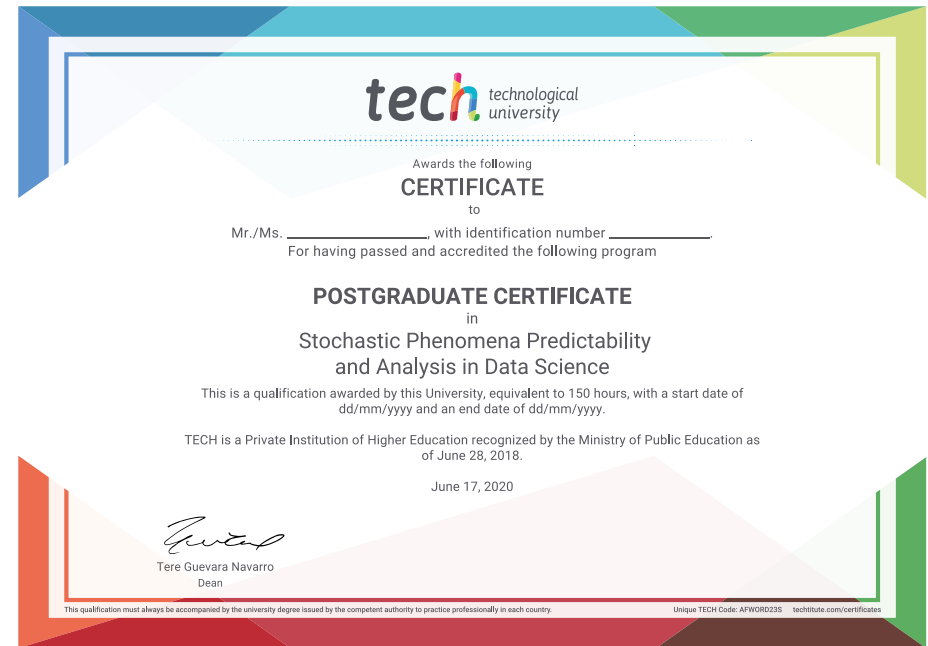 tech technological
university
Awards the following
CERTIFICATE
to
Mr./Ms. ____________, with identification number ____________.
For having passed and accredited the following program
POSTGRADUATE CERTIFICATE
in
Stochastic Phenomena Predictability
and Analysis in Data Science
This is a qualification awarded by this University, equivalent to 150 hours, with a start date of
dd/mm/yyyy and an end date of dd/mm/yyyy.
TECH is a Private Institution of Higher Education recognized by the Ministry of Public Education as
of June 28, 2018.
June 17, 2020
Tere Guevara Navarro
Dean
This qualification must always be accompanied by the university degree issued by the competent authority to practice professionally in each country.
Unique TECH Code: AFWORD23S techtitute.com/certificates